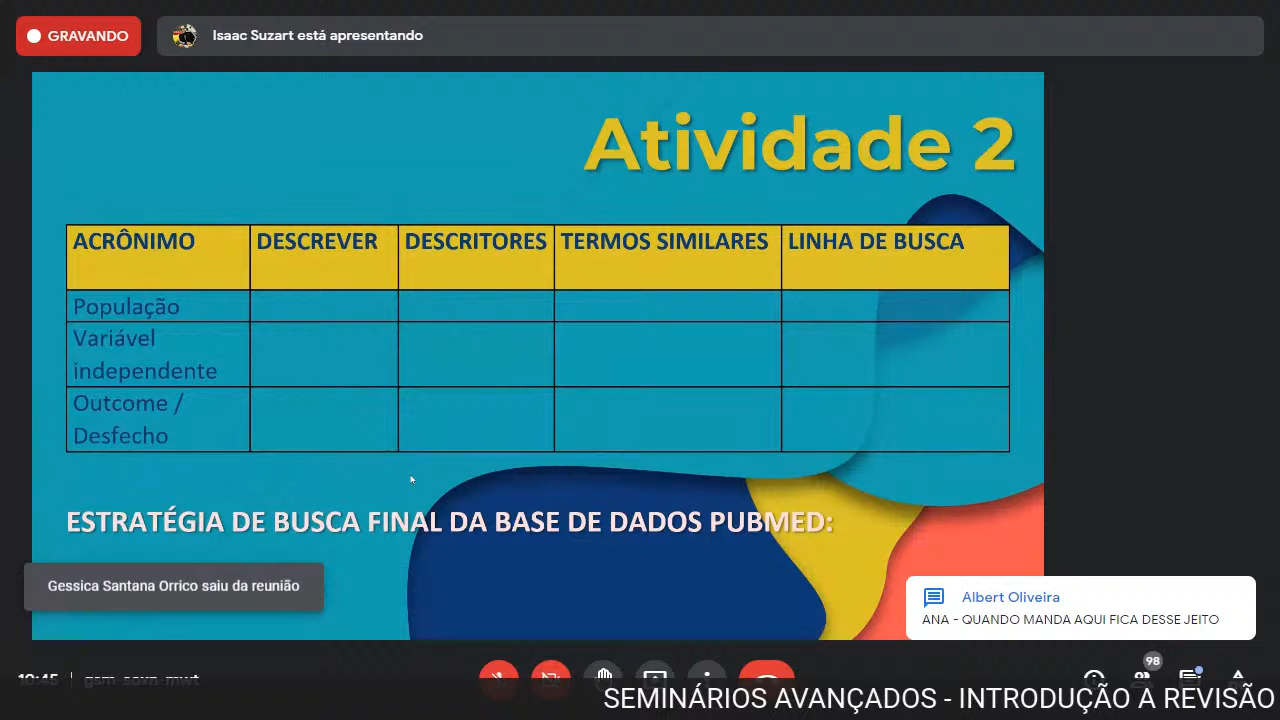 GRAVANDO
Isaac Suzart está apresentando
Atividade 2
ACRÔNIMO DESCREVER DESCRITORES TERMOS SIMILARES LINHA DE BUSCA
População
Variável
independente
Outcome /
Desfecho
ESTRATÉGIA DE BUSCA FINAL DA BASE DE DADOS PUBMED:
Gessica Santana Orrico saiu da reunião
Albert Oliveira
ANA - QUANDO MANDA AQUI FICA DESSE JEITO
98
SEMINÁRIOS AVANÇADOS - INTRODUÇÃO A REVISÃO